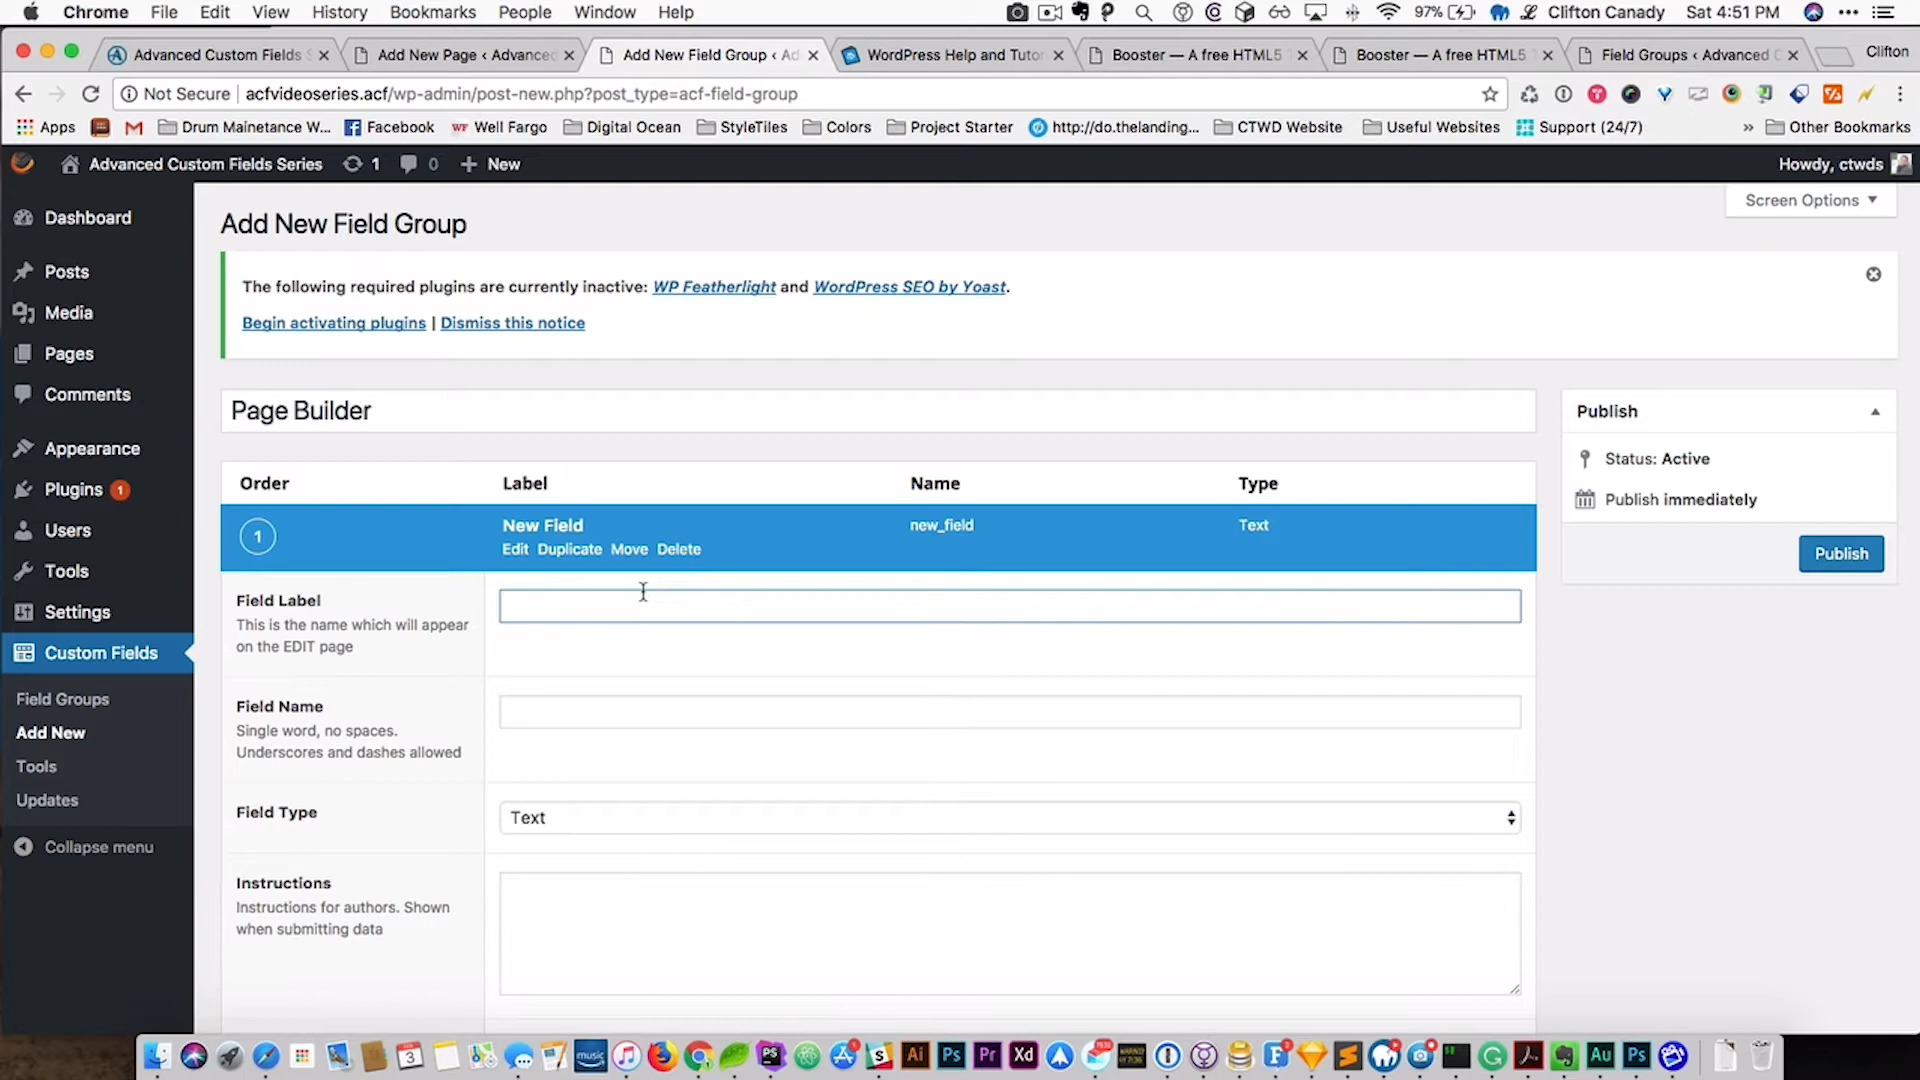 Chrome File Edit View History Bookmarks People Window Help 97% Clifton Canady Sat 4:51 PM
Advanced Custom Fields S Add New Page ‹ Advanced Add New Field Group ‹ Ad WordPress Help and Tutor Booster — A free HTML5 T Booster — A free HTML5 T Field Groups ‹ Advanced C Clifton
Not Secure acfvideoseries.acf/wp-admin/post-new.php?post_type=acf-field-group
Apps Drum Mainetance W... Facebook WF Well Fargo Digital Ocean StyleTiles Colors Project Starter http://do.thelanding... CTWD Website Useful Websites Support (24/7) » Other Bookmarks
Advanced Custom Fields Series 1 0 + New Howdy, ctwds
Screen Options
Dashboard
Posts
Media
Pages
Comments
Appearance
Plugins 1
Users
Tools
Settings
Custom Fields
Field Groups
Add New
Tools
Updates
Collapse menu
Add New Field Group
The following required plugins are currently inactive: WP Featherlight and WordPress SEO by Yoast.
Begin activating plugins | Dismiss this notice
Page Builder
Order Label Name Type
1 New Field new_field Text
Edit Duplicate Move Delete
Field Label
This is the name which will appear
on the EDIT page
Field Name
Single word, no spaces.
Underscores and dashes allowed
Field Type Text
Instructions
Instructions for authors. Shown
when submitting data
Publish
Status: Active
Publish immediately
Publish
3 music PS S Ai Ps Pr Xd Au Ps